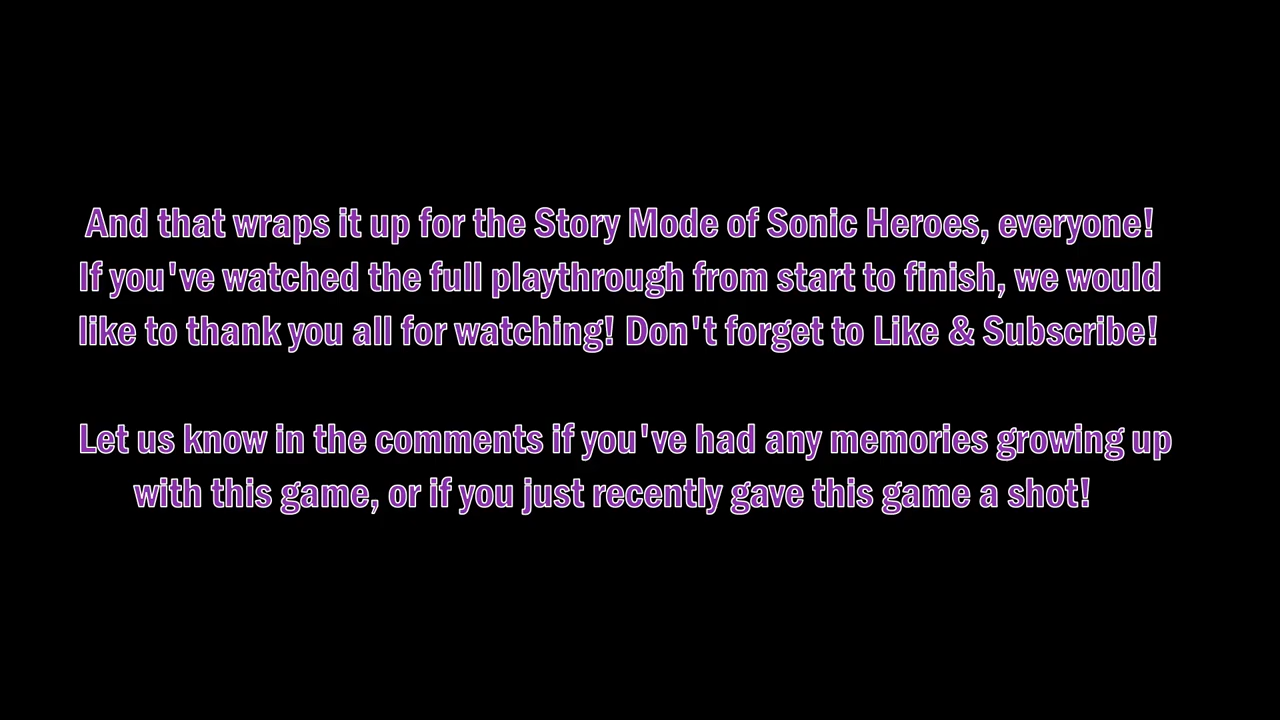 And that wraps it up for the Story Mode of Sonic Heroes, everyone!
If you've watched the full playthrough from start to finish, we would
like to thank you all for watching! Don't forget to Like & Subscribe!
Let us know in the comments if you've had any memories growing up
with this game, or if you just recently gave this game a shot!